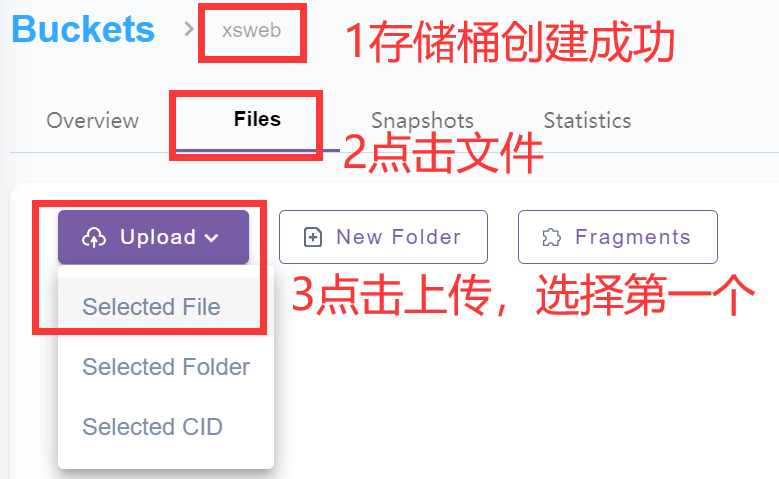 Buckets > xsweb 1存储桶创建成功
Overview Files Snapshots Statistics
2点击文件
Upload New Folder Fragments
Selected File 3点击上传，选择第一个
Selected Folder
Selected CID